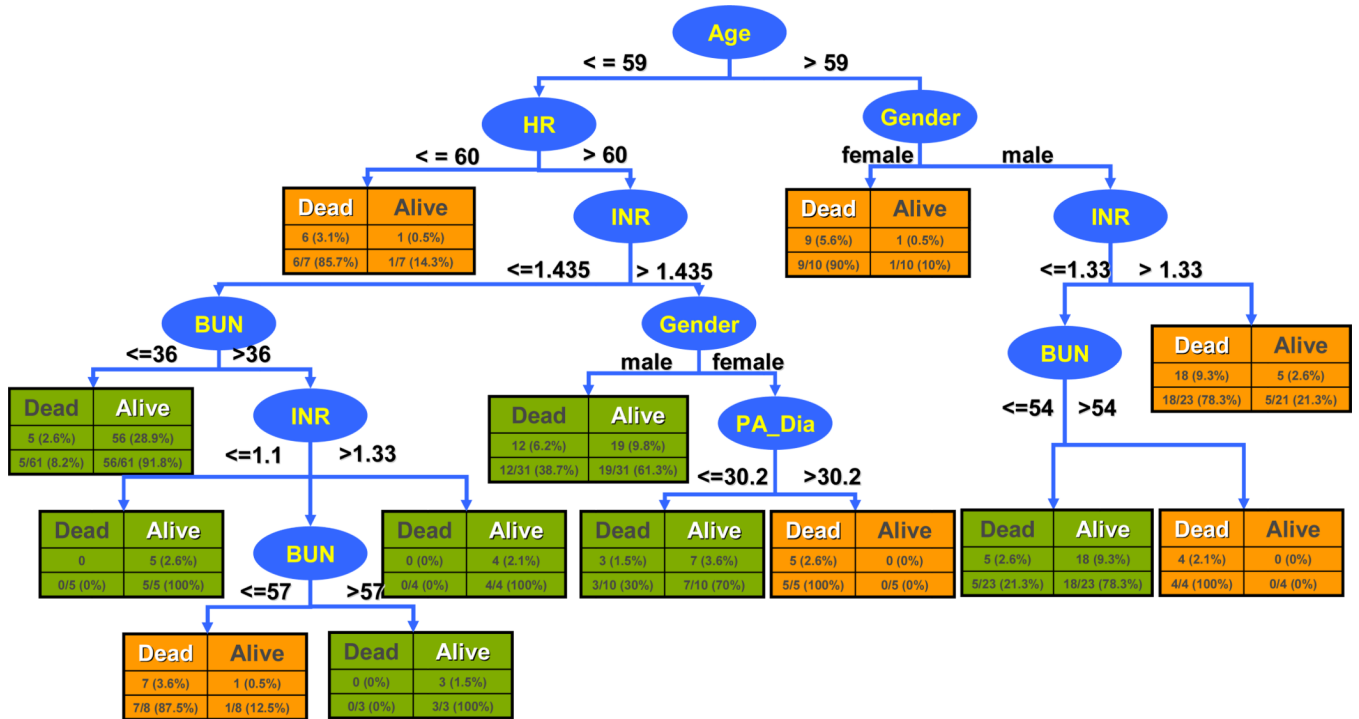 Age
< = 59 > 59
HR Gender
< = 60 > 60 female male
Dead Alive
6 (3.1%) 1 (0.5%)
6/7 (85.7%) 1/7 (14.3%)
INR
Dead Alive
9 (5.6%) 1 (0.5%)
9/10 (90%) 1/10 (10%)
INR
<=1.435 > 1.435
<=1.33 > 1.33
BUN
Gender
BUN
Dead Alive
18 (9.3%) 5 (2.6%)
18/23 (78.3%) 5/21 (21.3%)
<=36 >36
male female
<=54 >54
Dead Alive
5 (2.6%) 56 (28.9%)
5/61 (8.2%) 56/61 (91.8%)
INR
Dead Alive
12 (6.2%) 19 (9.8%)
12/31 (38.7%) 19/31 (61.3%)
PA_Dia
<=1.1 >1.33
<=30.2 >30.2
Dead Alive
0 5 (2.6%)
0/5 (0%) 5/5 (100%)
BUN
Dead Alive
0 (0%) 4 (2.1%)
0/4 (0%) 4/4 (100%)
Dead Alive
3 (1.5%) 7 (3.6%)
3/10 (30%) 7/10 (70%)
Dead Alive
5 (2.6%) 0 (0%)
5/5 (100%) 0/5 (0%)
Dead Alive
5 (2.6%) 18 (9.3%)
5/23 (21.3%) 18/23 (78.3%)
Dead Alive
4 (2.1%) 0 (0%)
4/4 (100%) 0/4 (0%)
<=57 >57
Dead Alive
7 (3.6%) 1 (0.5%)
7/8 (87.5%) 1/8 (12.5%)
Dead Alive
0 (0%) 3 (1.5%)
0/3 (0%) 3/3 (100%)